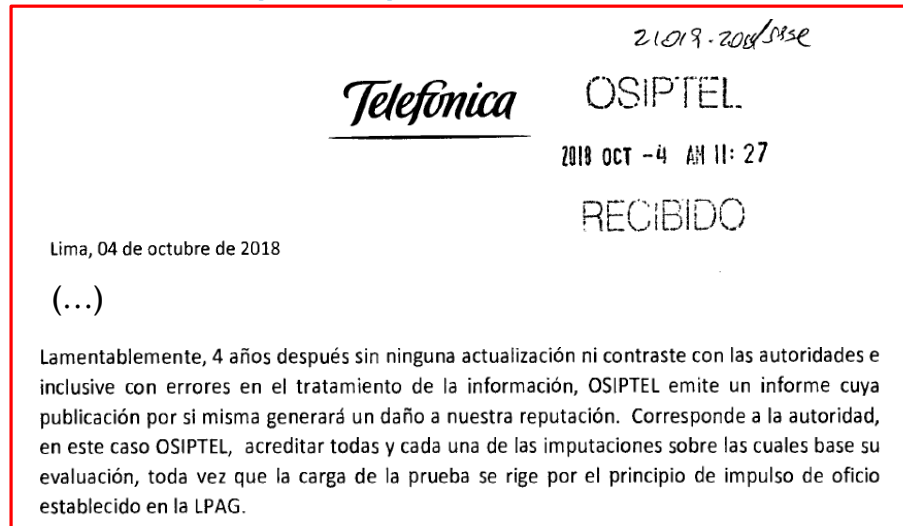 Telefónica
OSIPTEL
2018 OCT -4 AM 11: 27
RECIBIDO
Lima, 04 de octubre de 2018
(...)
Lamentablemente, 4 años después sin ninguna actualización ni contraste con las autoridades e
inclusive con errores en el tratamiento de la información, OSIPTEL emite un informe cuya
publicación por si misma generará un daño a nuestra reputación. Corresponde a la autoridad,
en este caso OSIPTEL, acreditar todas y cada una de las imputaciones sobre las cuales base su
evaluación, toda vez que la carga de la prueba se rige por el principio de impulso de oficio
establecido en la LPAG.